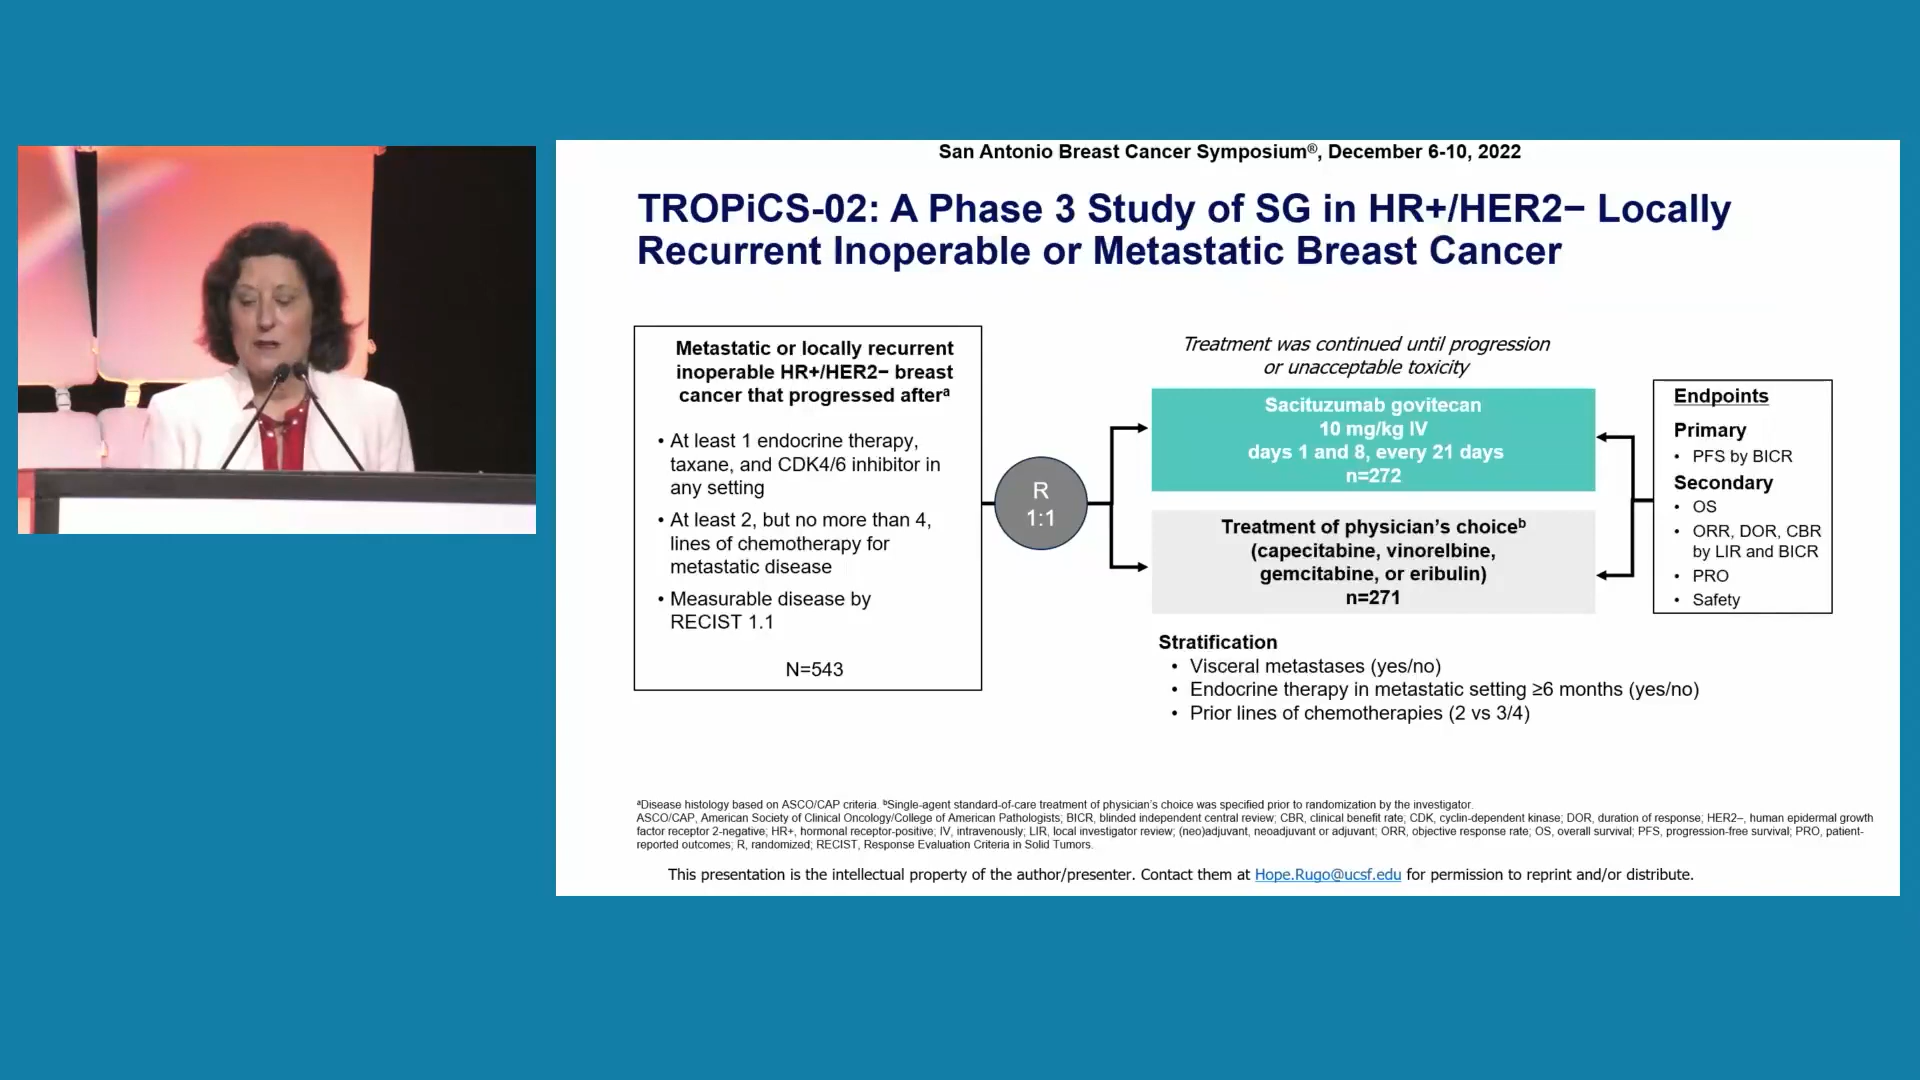 San Antonio Breast Cancer Symposium®, December 6-10, 2022
TROPiCS-02: A Phase 3 Study of SG in HR+/HER2− Locally
Recurrent Inoperable or Metastatic Breast Cancer
Metastatic or locally recurrent
inoperable HR+/HER2− breast
cancer that progressed afterᵃ
• At least 1 endocrine therapy,
taxane, and CDK4/6 inhibitor in
any setting
• At least 2, but no more than 4,
lines of chemotherapy for
metastatic disease
• Measurable disease by
RECIST 1.1
N=543
R
1:1
Treatment was continued until progression
or unacceptable toxicity
Sacituzumab govitecan
10 mg/kg IV
days 1 and 8, every 21 days
n=272
Treatment of physician’s choiceᵇ
(capecitabine, vinorelbine,
gemcitabine, or eribulin)
n=271
Stratification
• Visceral metastases (yes/no)
• Endocrine therapy in metastatic setting ≥6 months (yes/no)
• Prior lines of chemotherapies (2 vs 3/4)
Endpoints
Primary
• PFS by BICR
Secondary
• OS
• ORR, DOR, CBR
by LIR and BICR
• PRO
• Safety
ᵃDisease histology based on ASCO/CAP criteria. ᵇSingle-agent standard-of-care treatment of physician’s choice was specified prior to randomization by the investigator.
ASCO/CAP, American Society of Clinical Oncology/College of American Pathologists; BICR, blinded independent central review; CBR, clinical benefit rate; CDK, cyclin-dependent kinase; DOR, duration of response; HER2–, human epidermal growth
factor receptor 2-negative; HR+, hormonal receptor-positive; IV, intravenously; LIR, local investigator review; (neo)adjuvant, neoadjuvant or adjuvant; ORR, objective response rate; OS, overall survival; PFS, progression-free survival; PRO, patient-
reported outcomes; R, randomized; RECIST, Response Evaluation Criteria in Solid Tumors.
This presentation is the intellectual property of the author/presenter. Contact them at Hope.Rugo@ucsf.edu for permission to reprint and/or distribute.